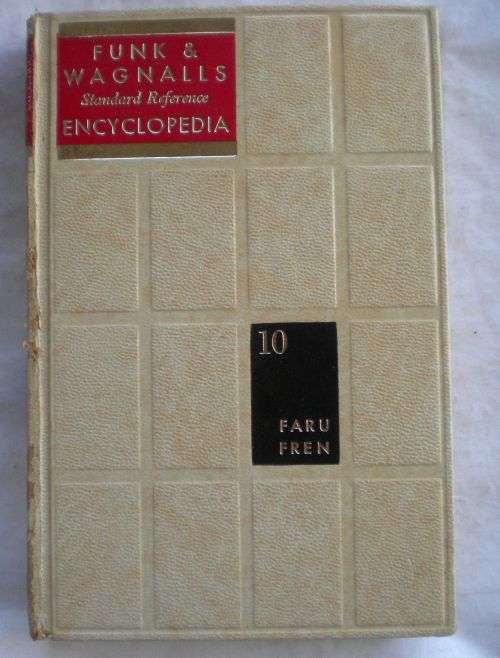 FUNK &
WAGNALLS
Standard Reference
ENCYCLOPEDIA
10
FARU
FREN